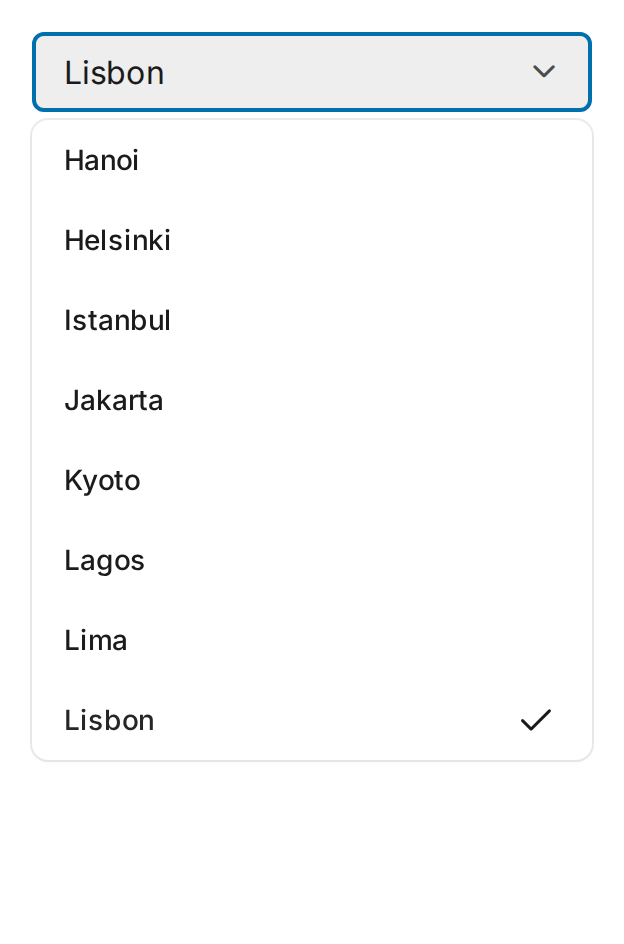 Lisbon
Hanoi
Helsinki
Istanbul
Jakarta
Kyoto
Lagos
Lima
Lisbon